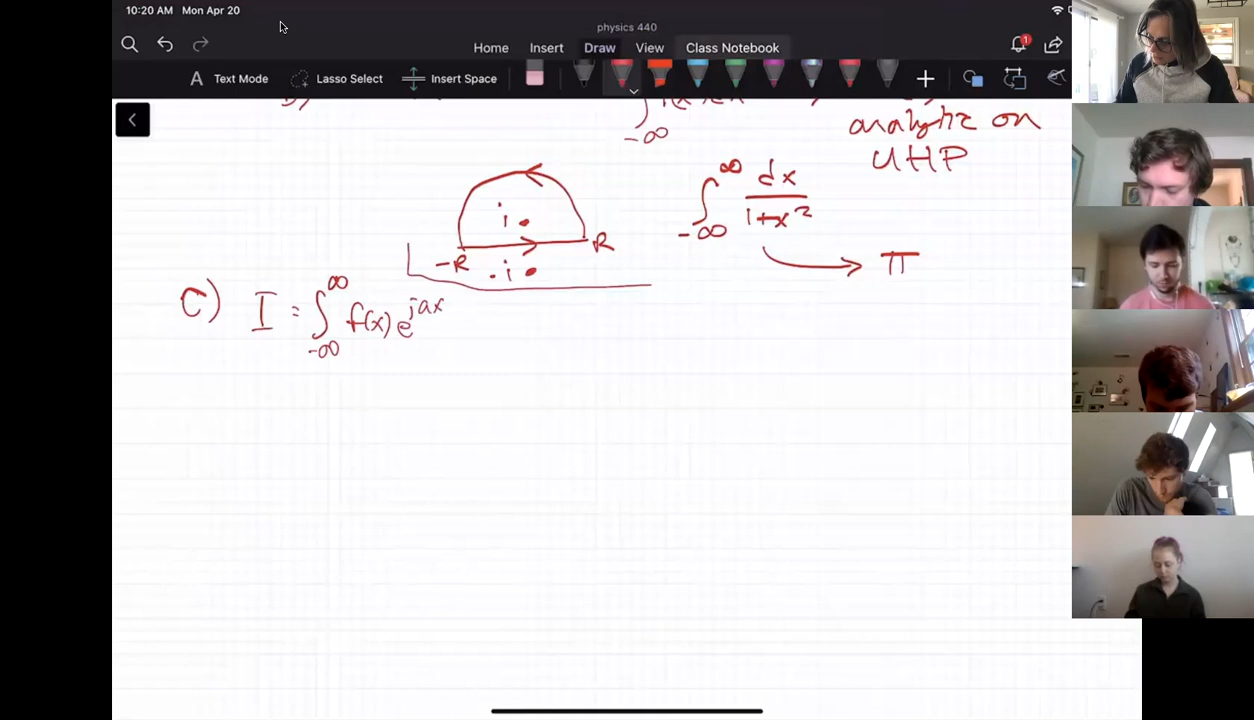 10:20 AM Mon Apr 20
physics 440
Home Insert Draw View Class Notebook
1
A Text Mode Lasso Select Insert Space
-∞
analytic on
UHP
∫_{-∞}^{∞} dx/(1+x²)
→ π
i
-R R
-i
C) I = ∫_{-∞}^{∞} f(x) e^{jax}